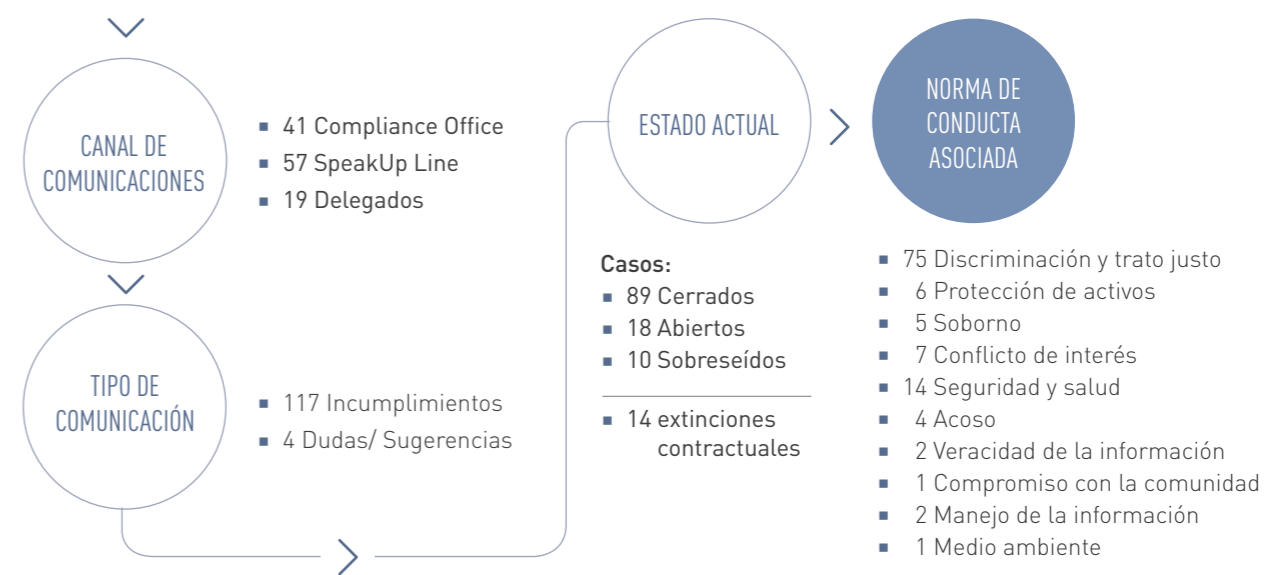 CANAL DE
COMUNICACIONES
41 Compliance Office
57 SpeakUp Line
19 Delegados
TIPO DE
COMUNICACIÓN
117 Incumplimientos
4 Dudas/ Sugerencias
ESTADO ACTUAL
Casos:
89 Cerrados
18 Abiertos
10 Sobreseídos
14 extinciones
contractuales
NORMA DE
CONDUCTA
ASOCIADA
75 Discriminación y trato justo
6 Protección de activos
5 Soborno
7 Conflicto de interés
14 Seguridad y salud
4 Acoso
2 Veracidad de la información
1 Compromiso con la comunidad
2 Manejo de la información
1 Medio ambiente